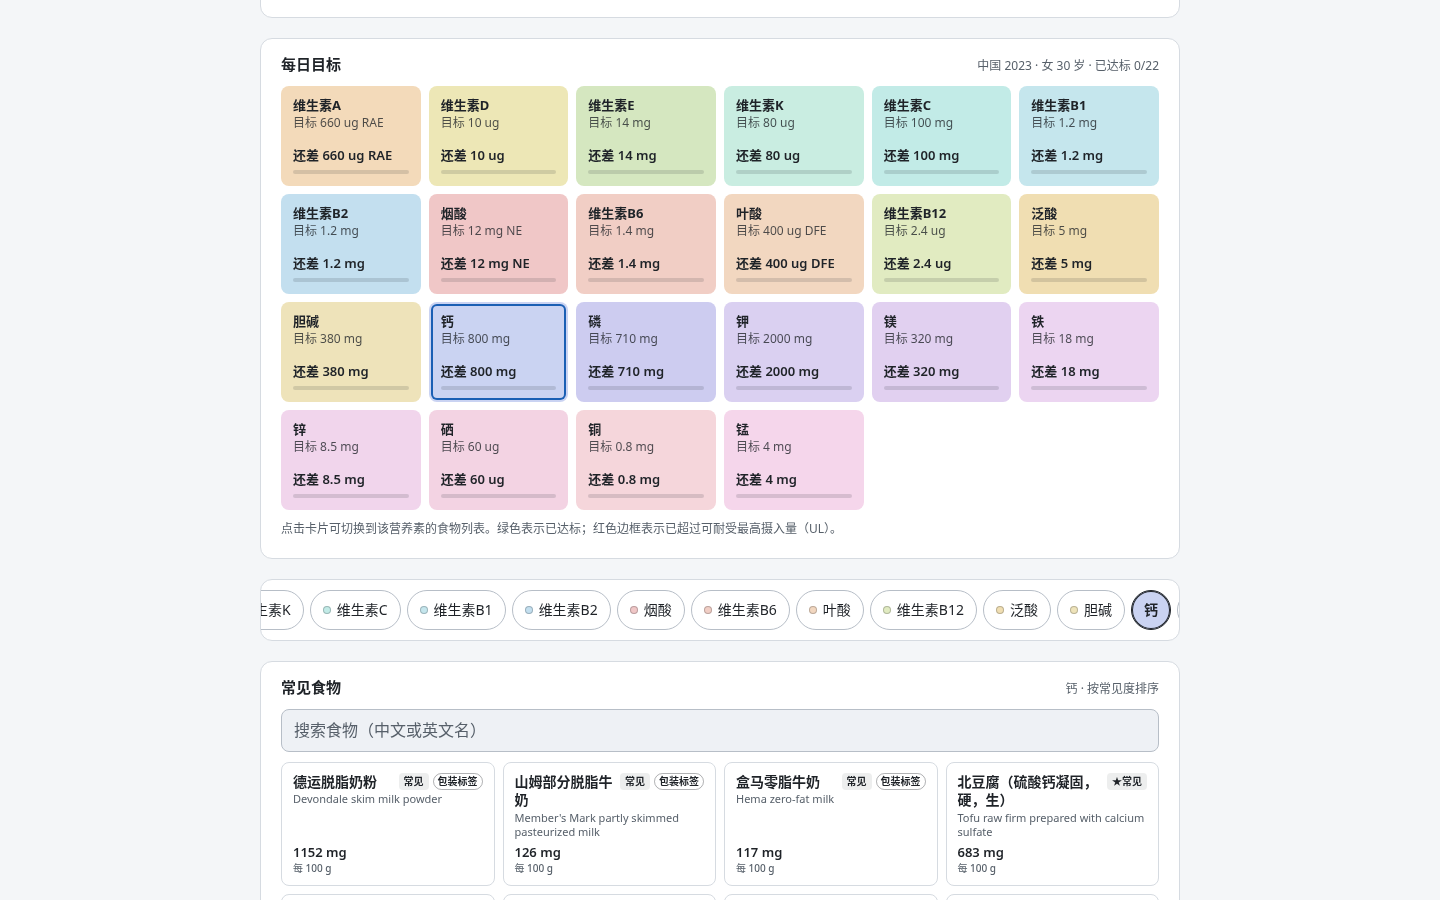 每日目标
中国 2023 · 女 30 岁 · 已达标 0/22
维生素A
目标 660 ug RAE
还差 660 ug RAE
维生素D
目标 10 ug
还差 10 ug
维生素E
目标 14 mg
还差 14 mg
维生素K
目标 80 ug
还差 80 ug
维生素C
目标 100 mg
还差 100 mg
维生素B1
目标 1.2 mg
还差 1.2 mg
维生素B2
目标 1.2 mg
还差 1.2 mg
烟酸
目标 12 mg NE
还差 12 mg NE
维生素B6
目标 1.4 mg
还差 1.4 mg
叶酸
目标 400 ug DFE
还差 400 ug DFE
维生素B12
目标 2.4 ug
还差 2.4 ug
泛酸
目标 5 mg
还差 5 mg
胆碱
目标 380 mg
还差 380 mg
钙
目标 800 mg
还差 800 mg
磷
目标 710 mg
还差 710 mg
钾
目标 2000 mg
还差 2000 mg
镁
目标 320 mg
还差 320 mg
铁
目标 18 mg
还差 18 mg
锌
目标 8.5 mg
还差 8.5 mg
硒
目标 60 ug
还差 60 ug
铜
目标 0.8 mg
还差 0.8 mg
锰
目标 4 mg
还差 4 mg
点击卡片可切换到该营养素的食物列表。绿色表示已达标；红色边框表示已超过可耐受最高摄入量（UL）。
生素K
维生素C
维生素B1
维生素B2
烟酸
维生素B6
叶酸
维生素B12
泛酸
胆碱
钙
常见食物
钙 · 按常见度排序
搜索食物（中文或英文名）
德运脱脂奶粉
常见
包装标签
Devondale skim milk powder
1152 mg
每 100 g
山姆部分脱脂牛
奶
常见
包装标签
Member's Mark partly skimmed
pasteurized milk
126 mg
每 100 g
盒马零脂牛奶
常见
包装标签
Hema zero-fat milk
117 mg
每 100 g
北豆腐（硫酸钙凝固，
硬，生）
★常见
Tofu raw firm prepared with calcium
sulfate
683 mg
每 100 g